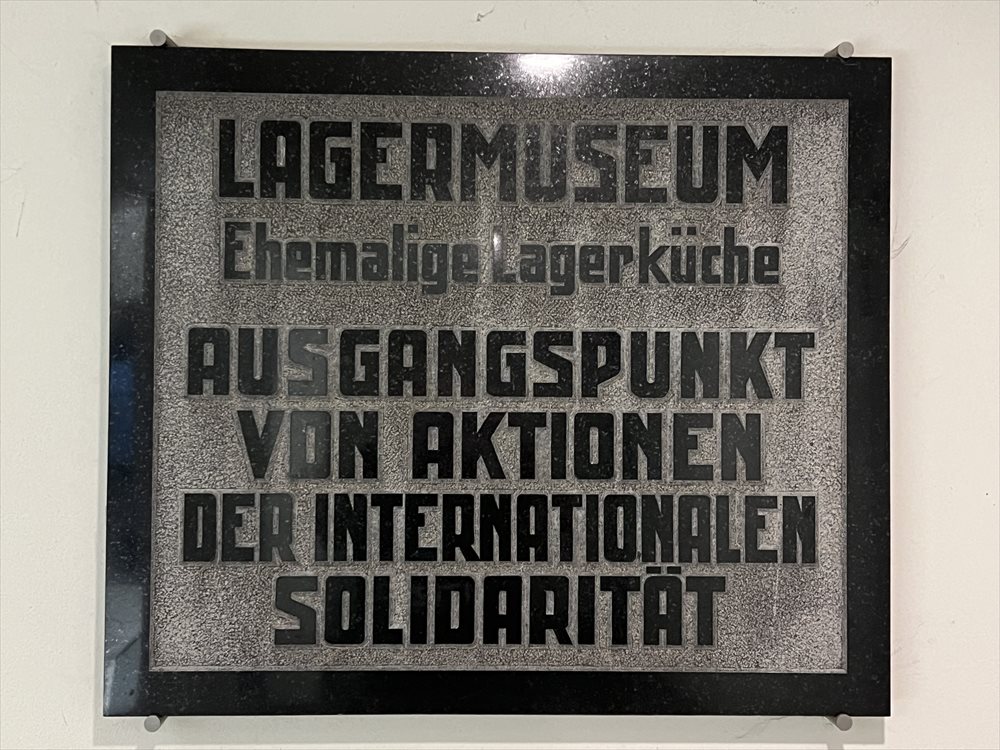 LAGERMUSEUM
Ehemalige Lagerküche
AUSGANGSPUNKT
VON AKTIONEN
DER INTERNATIONALEN
SOLIDARITÄT